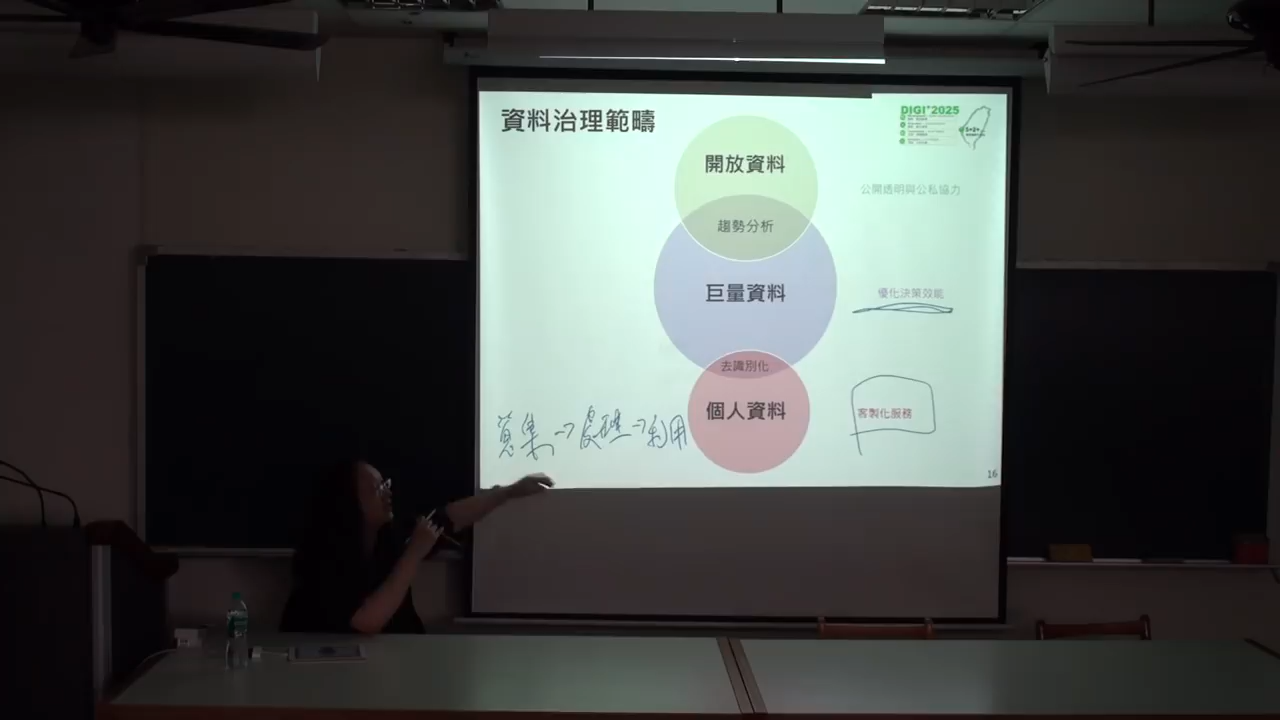 資料治理範疇
DIGI+2025
開放資料
公開透明與公私協力
趨勢分析
巨量資料
優化決策效能
去識別化
個人資料
客製化服務
蒐集→處理→利用
16